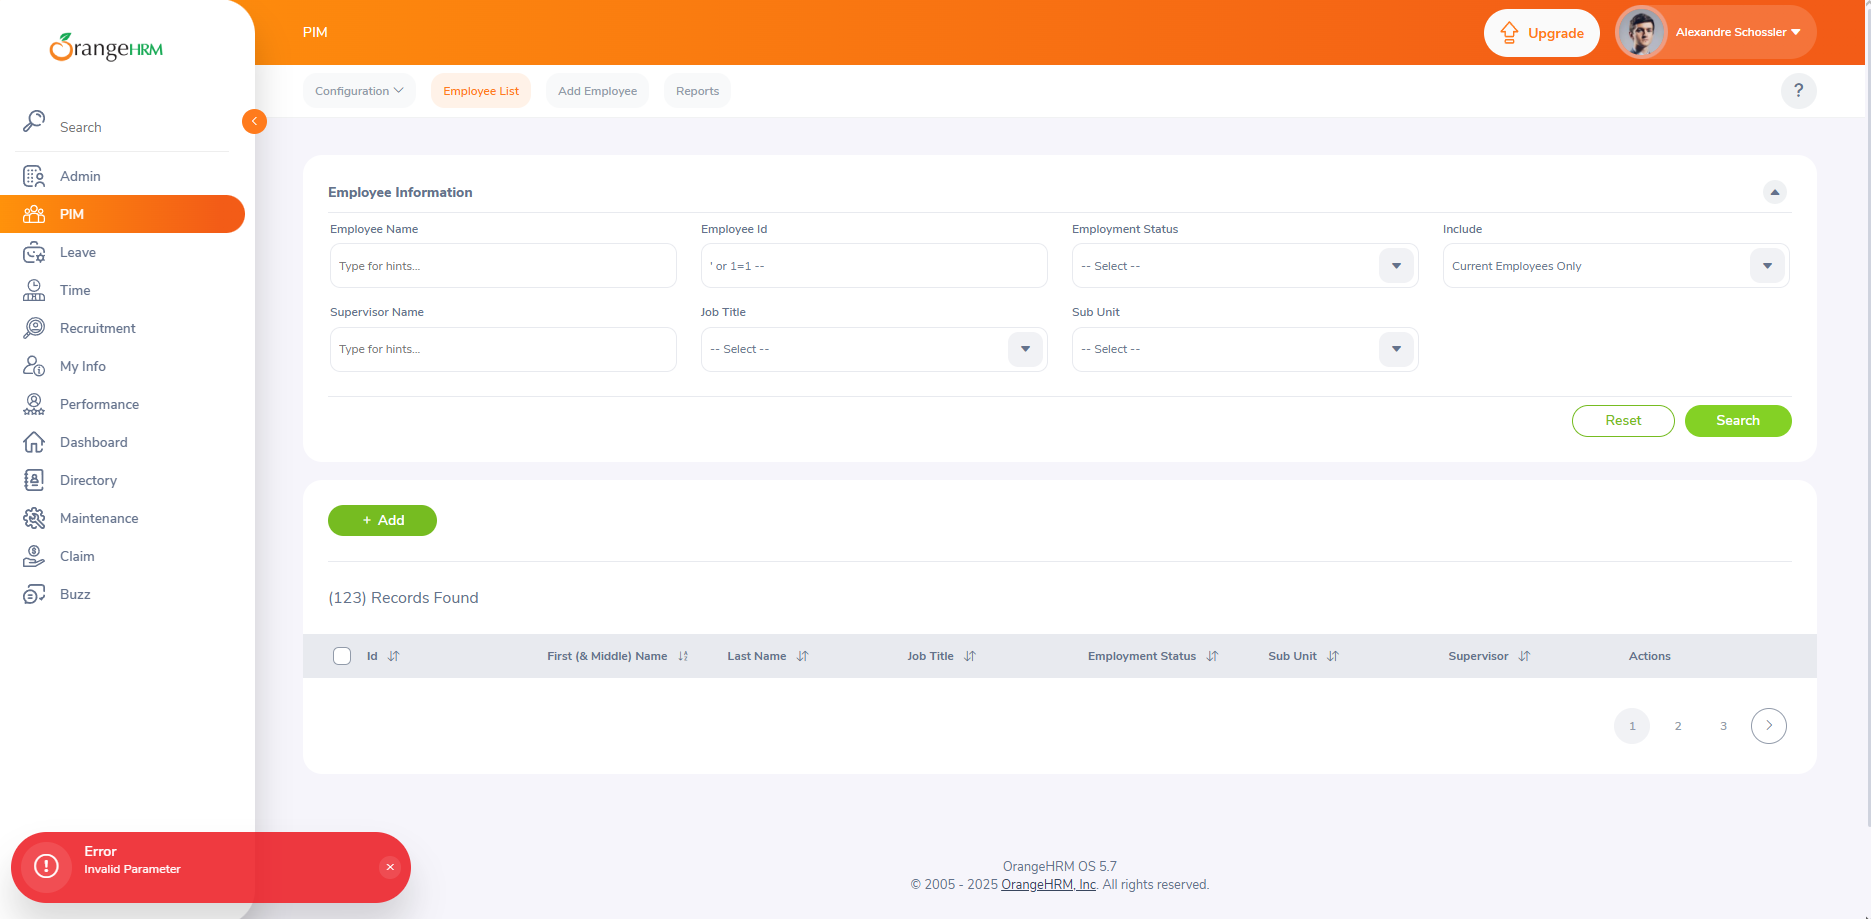 OrangeHRM
PIM
Upgrade
Alexandre Schossler
Configuration
Employee List
Add Employee
Reports
?
Search
Admin
PIM
Leave
Time
Recruitment
My Info
Performance
Dashboard
Directory
Maintenance
Claim
Buzz
Employee Information
Employee Name
Employee Id
Employment Status
Include
Type for hints...
' or 1=1 --
-- Select --
Current Employees Only
Supervisor Name
Job Title
Sub Unit
Type for hints...
-- Select --
-- Select --
Reset
Search
+ Add
(123) Records Found
Id
First (& Middle) Name
Last Name
Job Title
Employment Status
Sub Unit
Supervisor
Actions
1
2
3
Error
Invalid Parameter
OrangeHRM OS 5.7
© 2005 - 2025 OrangeHRM, Inc. All rights reserved.